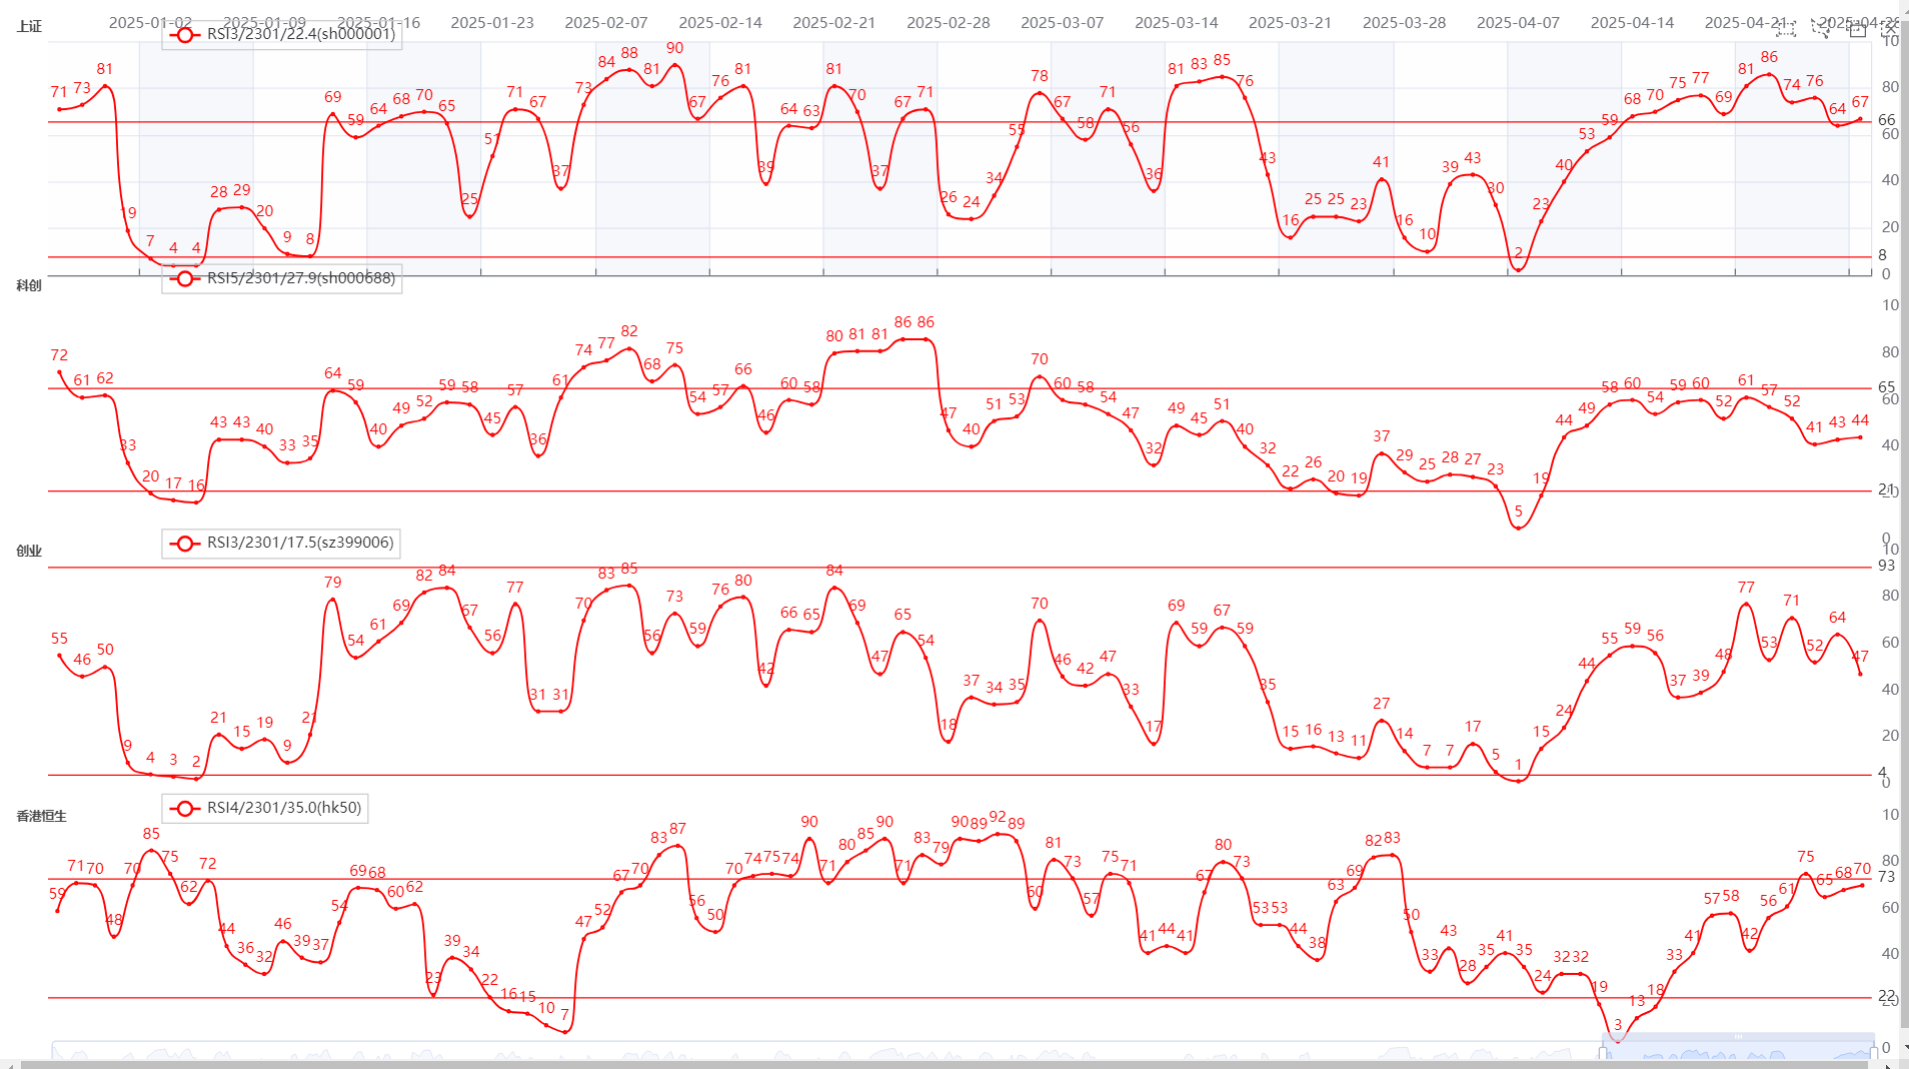 2025-01-02 2025-01-09 2025-01-16 2025-01-23 2025-02-07 2025-02-14 2025-02-21 2025-02-28 2025-03-07 2025-03-14 2025-03-21 2025-03-28 2025-04-07 2025-04-14 2025-04-21 2025-04-28
上证
RSI3/2301/22.4(sh000001)
71 73 81 19 7 4 4 28 29 20 9 8 69 59 64 68 70 65 25 51 71 67 37 73 84 88 81 90 67 76 81 39 64 63 81 70 37 67 71 26 24 34 55 78 67 58 71 56 36 81 83 85 76 43 16 25 25 23 41 16 10 39 43 30 2 23 40 53 59 68 70 75 77 69 81 86 74 76 64 67
10
80
66
60
40
20
8
0
科创
RSI5/2301/27.9(sh000688)
72 61 62 33 20 17 16 43 43 40 33 35 64 59 40 49 52 59 58 45 57 36 61 74 77 82 68 75 54 57 66 46 60 58 80 81 81 86 86 47 40 51 53 70 60 58 54 47 32 49 45 51 40 32 22 26 20 19 37 29 25 28 27 23 5 19 44 49 58 60 54 59 60 52 61 57 52 41 43 44
10
80
65
60
40
21
20
0
创业
RSI3/2301/17.5(sz399006)
55 46 50 9 4 3 2 21 15 19 9 21 79 54 61 69 82 84 67 56 77 31 31 70 83 85 56 73 59 76 80 42 66 65 84 69 47 65 54 18 37 34 35 70 46 42 47 33 17 69 59 67 59 35 15 16 13 11 27 14 7 7 17 5 1 15 24 44 55 59 56 37 39 48 77 53 71 52 64 47
10
93
80
60
40
20
4
0
香港恒生
RSI4/2301/35.0(hk50)
59 71 70 48 70 85 75 62 72 44 36 32 46 39 37 54 69 68 60 62 23 39 34 22 16 15 10 7 47 52 67 70 83 87 56 50 70 74 75 74 90 71 80 85 90 71 83 79 90 89 92 89 60 81 73 57 75 71 41 44 41 67 80 73 53 53 44 38 63 69 82 83 50 33 43 28 35 41 35 24 32 32 19 3 13 18 33 41 57 58 42 56 61 75 65 68 70
10
80
73
60
40
22
20
0